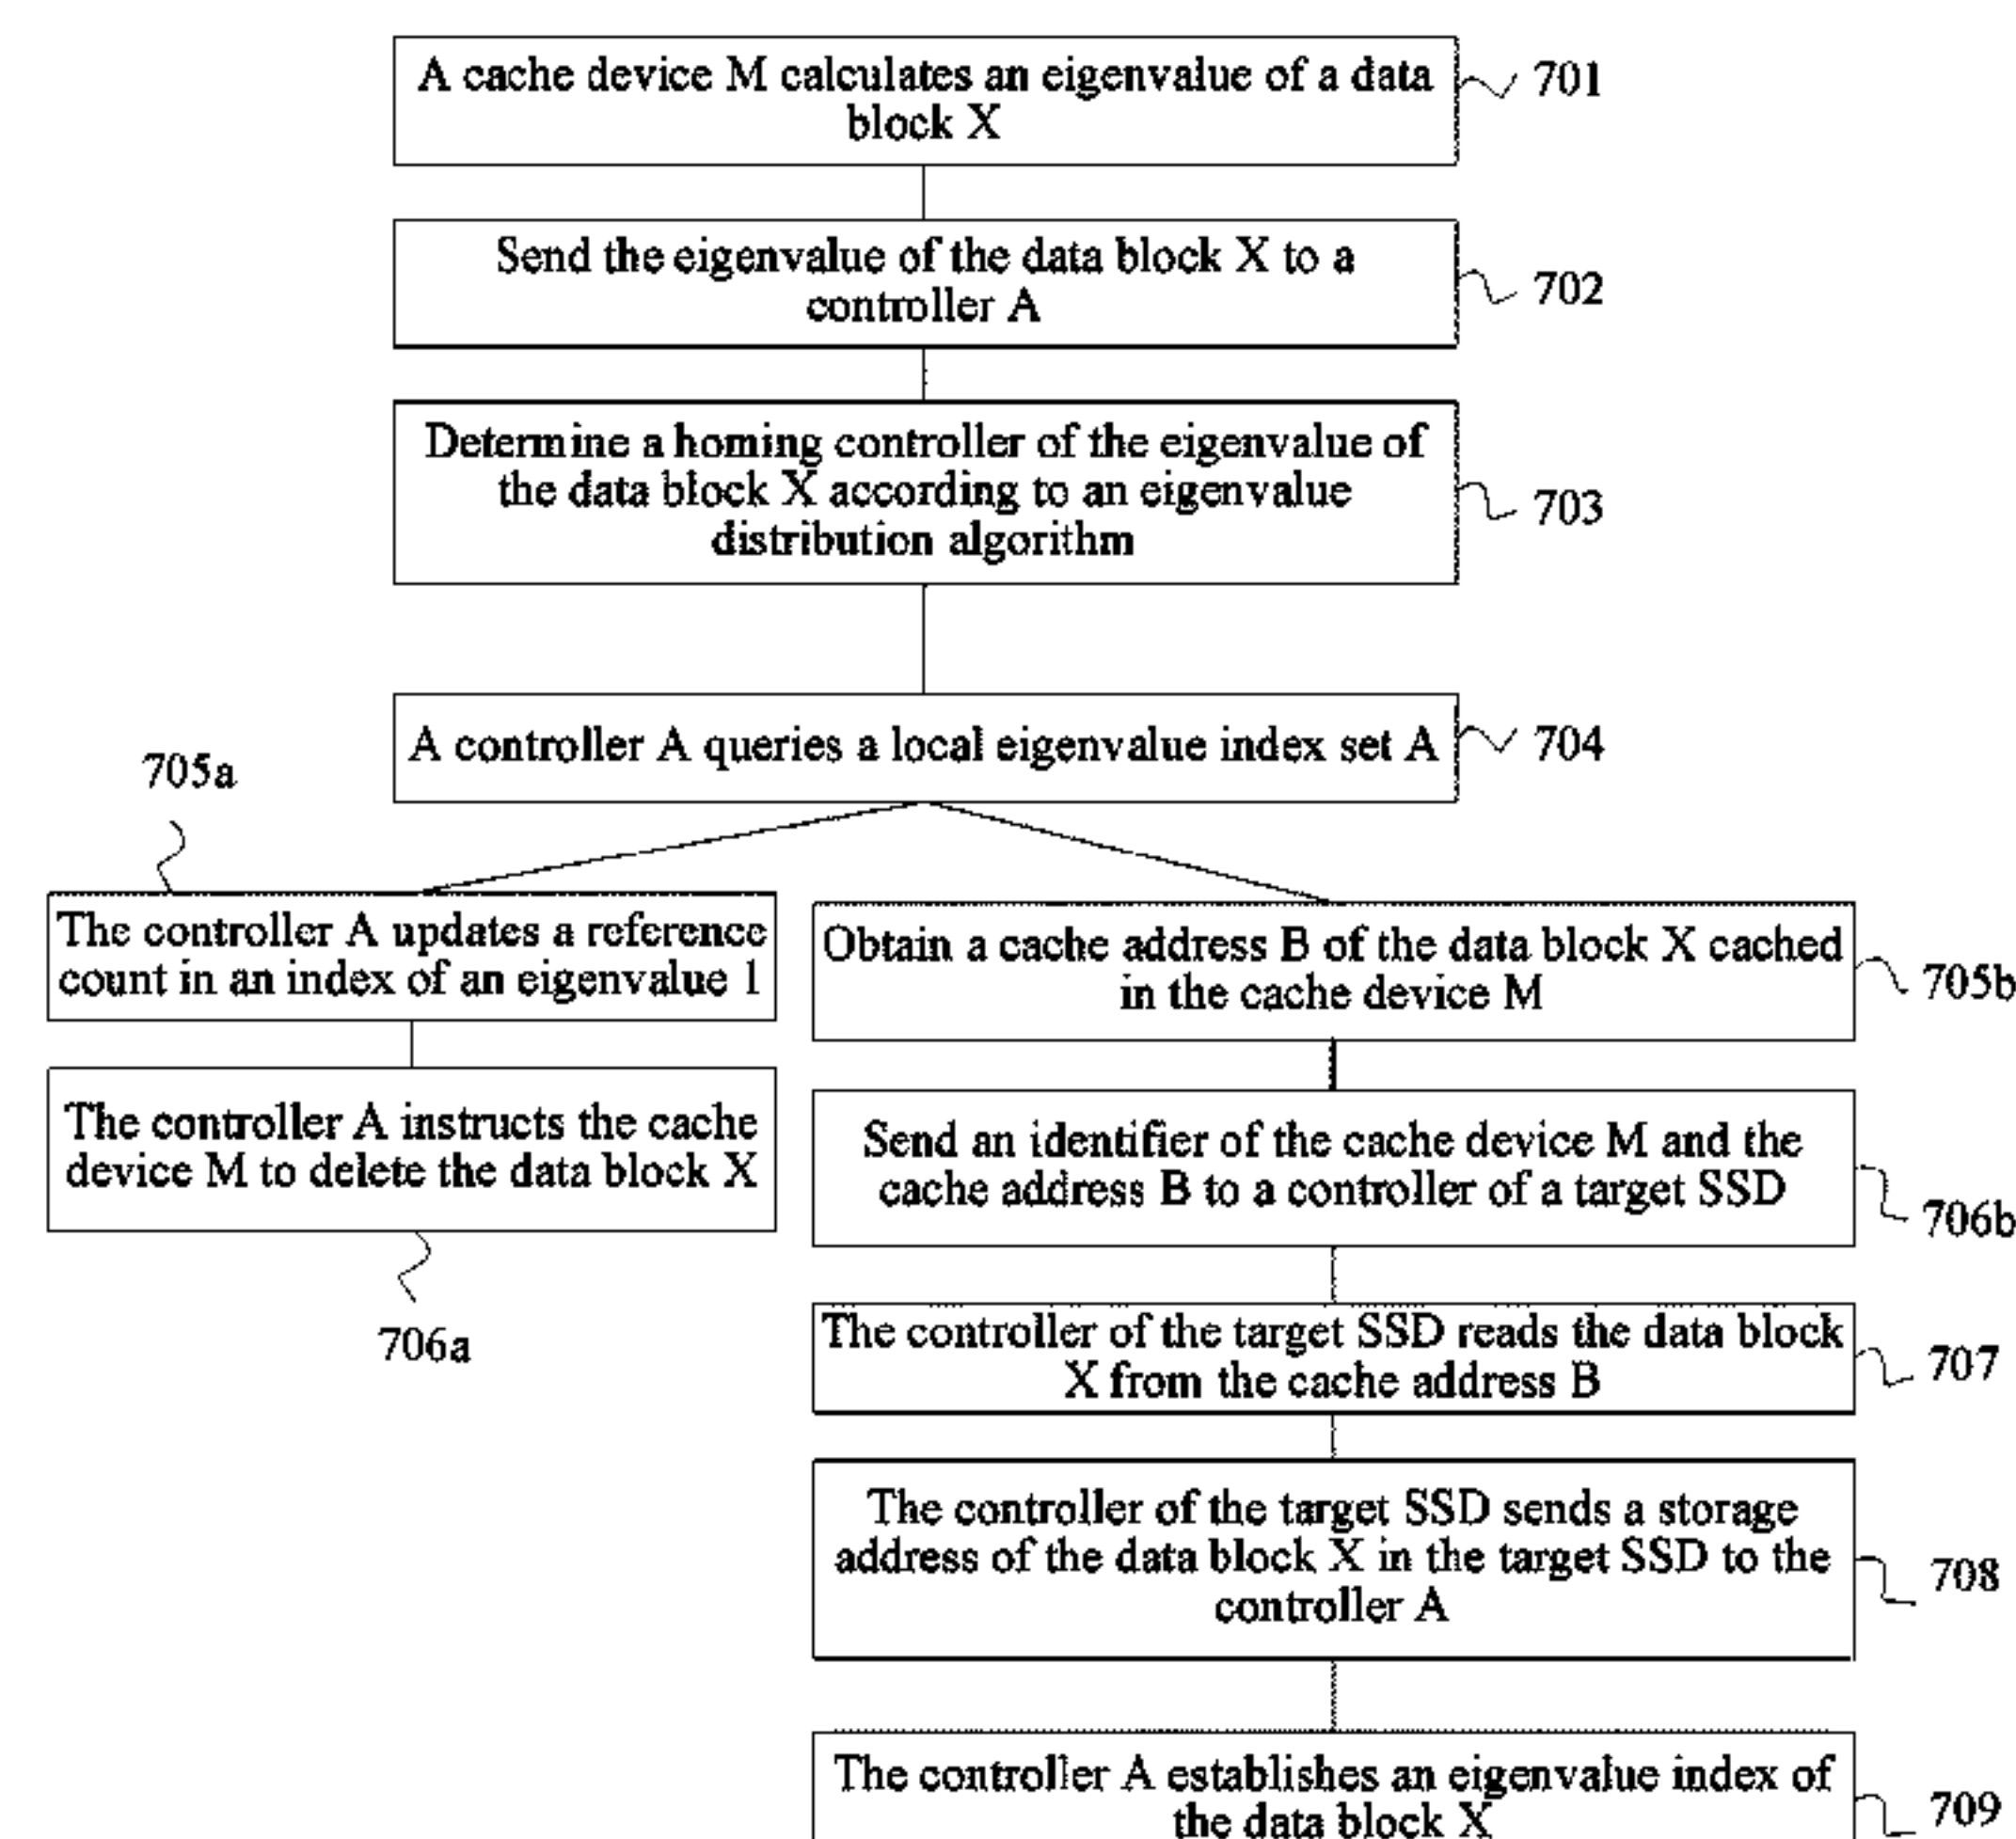 A cache device M calculates an eigenvalue of a data
block X
701
Send the eigenvalue of the data block X to a
controller A
702
Determine a homing controller of the eigenvalue of
the data block X according to an eigenvalue
distribution algorithm
703
A controller A queries a local eigenvalue index set A
704
705a
The controller A updates a reference
count in an index of an eigenvalue 1
The controller A instructs the cache
device M to delete the data block X
706a
Obtain a cache address B of the data block X cached
in the cache device M
705b
Send an identifier of the cache device M and the
cache address B to a controller of a target SSD
706b
The controller of the target SSD reads the data block
X from the cache address B
707
The controller of the target SSD sends a storage
address of the data block X in the target SSD to the
controller A
708
The controller A establishes an eigenvalue index of
the data block X
709